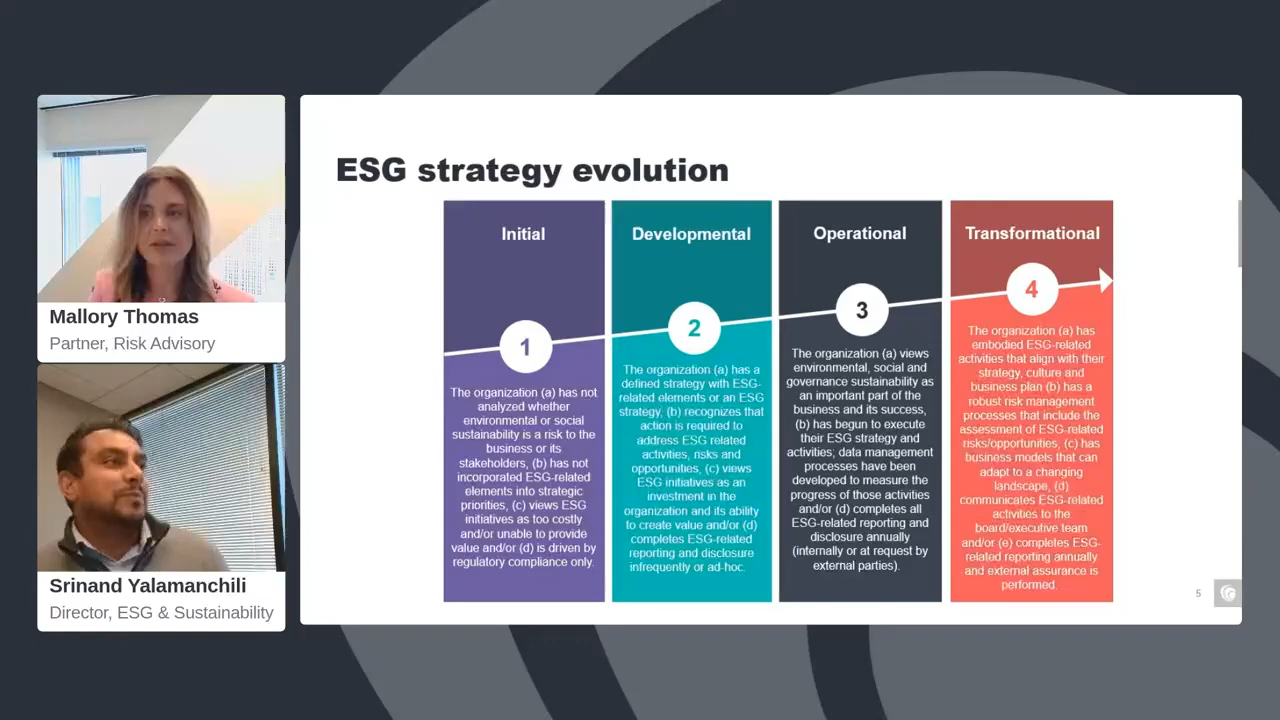 Mallory Thomas
Partner, Risk Advisory
Srinand Yalamanchili
Director, ESG & Sustainability
ESG strategy evolution
Initial
1
The organization (a) has not
analyzed whether
environmental or social
sustainability is a risk to the
business or its
stakeholders, (b) has not
incorporated ESG-related
elements into strategic
priorities, (c) views ESG
initiatives as too costly
and/or unable to provide
value and/or (d) is driven by
regulatory compliance only.
Developmental
2
The organization (a) has a
defined strategy with ESG-
related elements or an ESG
strategy, (b) recognizes that
action is required to
address ESG related
activities, risks and
opportunities, (c) views
ESG initiatives as an
investment in the
organization and its ability
to create value and/or (d)
completes ESG-related
reporting and disclosure
infrequently or ad-hoc.
Operational
3
The organization (a) views
environmental, social and
governance sustainability as
an important part of the
business and its success,
(b) has begun to execute
their ESG strategy and
activities; data management
processes have been
developed to measure the
progress of those activities
and/or (d) completes all
ESG-related reporting and
disclosure annually
(internally or at request by
external parties).
Transformational
4
The organization (a) has
embodied ESG-related
activities that align with their
strategy, culture and
business plan (b) has a
robust risk management
processes that include the
assessment of ESG-related
risks/opportunities, (c) has
business models that can
adapt to a changing
landscape, (d)
communicates ESG-related
activities to the
board/executive team
and/or (e) completes ESG-
related reporting annually
and external assurance is
performed.
5